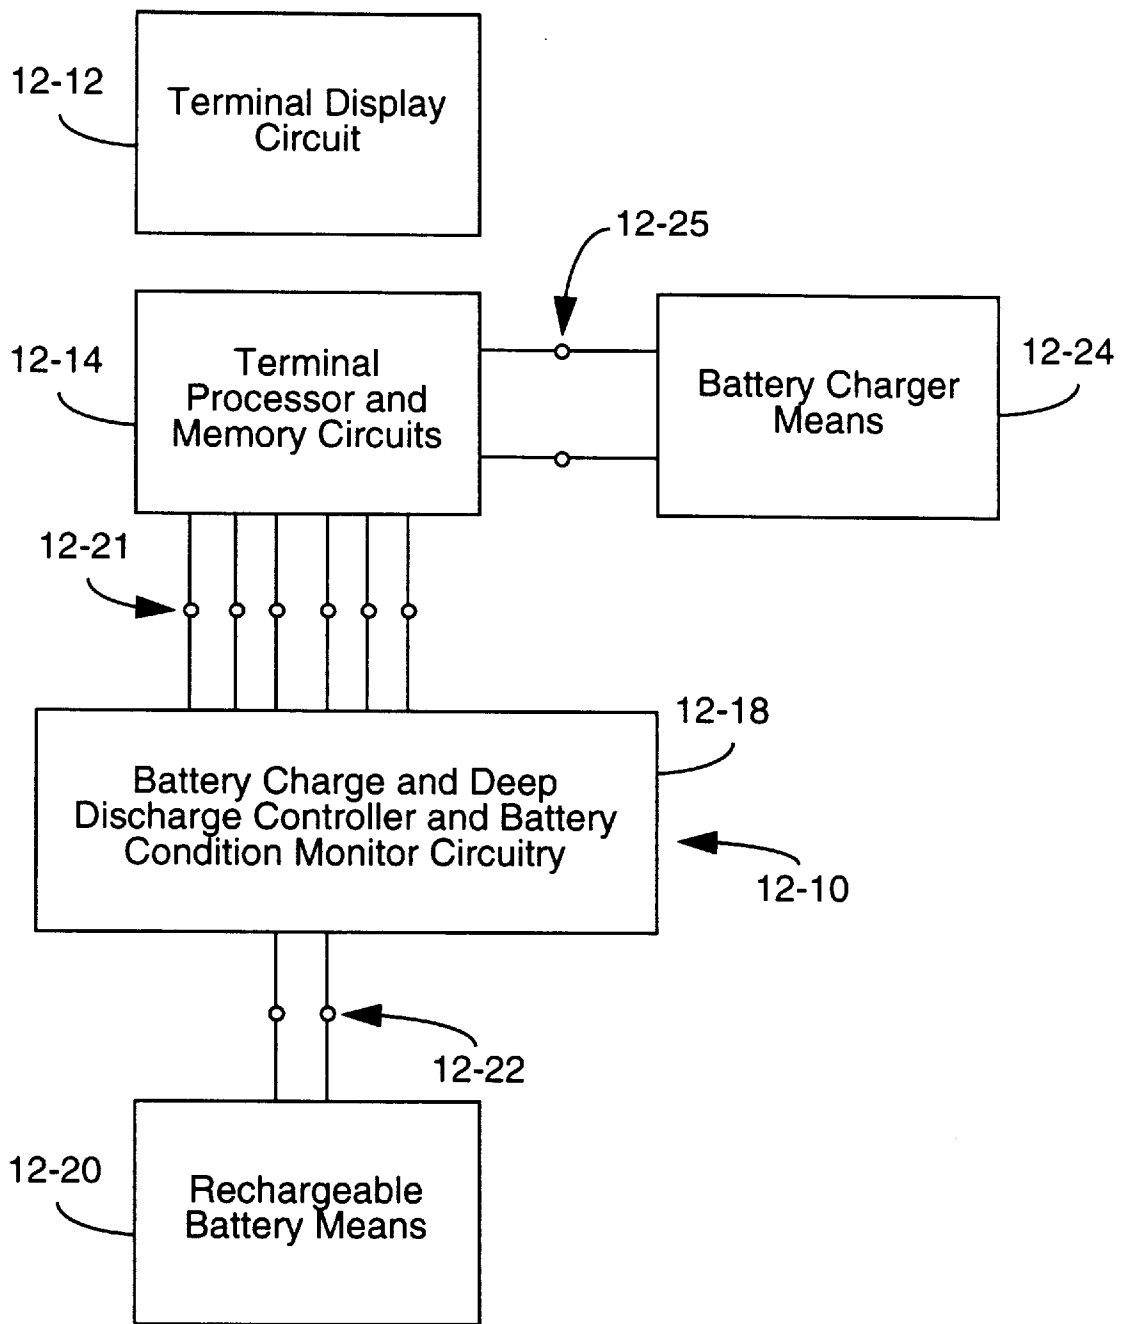 12-12
Terminal Display
Circuit
12-25
12-14
Terminal
Processor and
Memory Circuits
Battery Charger
Means
12-24
12-21
12-18
Battery Charge and Deep
Discharge Controller and Battery
Condition Monitor Circuitry
12-10
12-22
12-20
Rechargeable
Battery Means